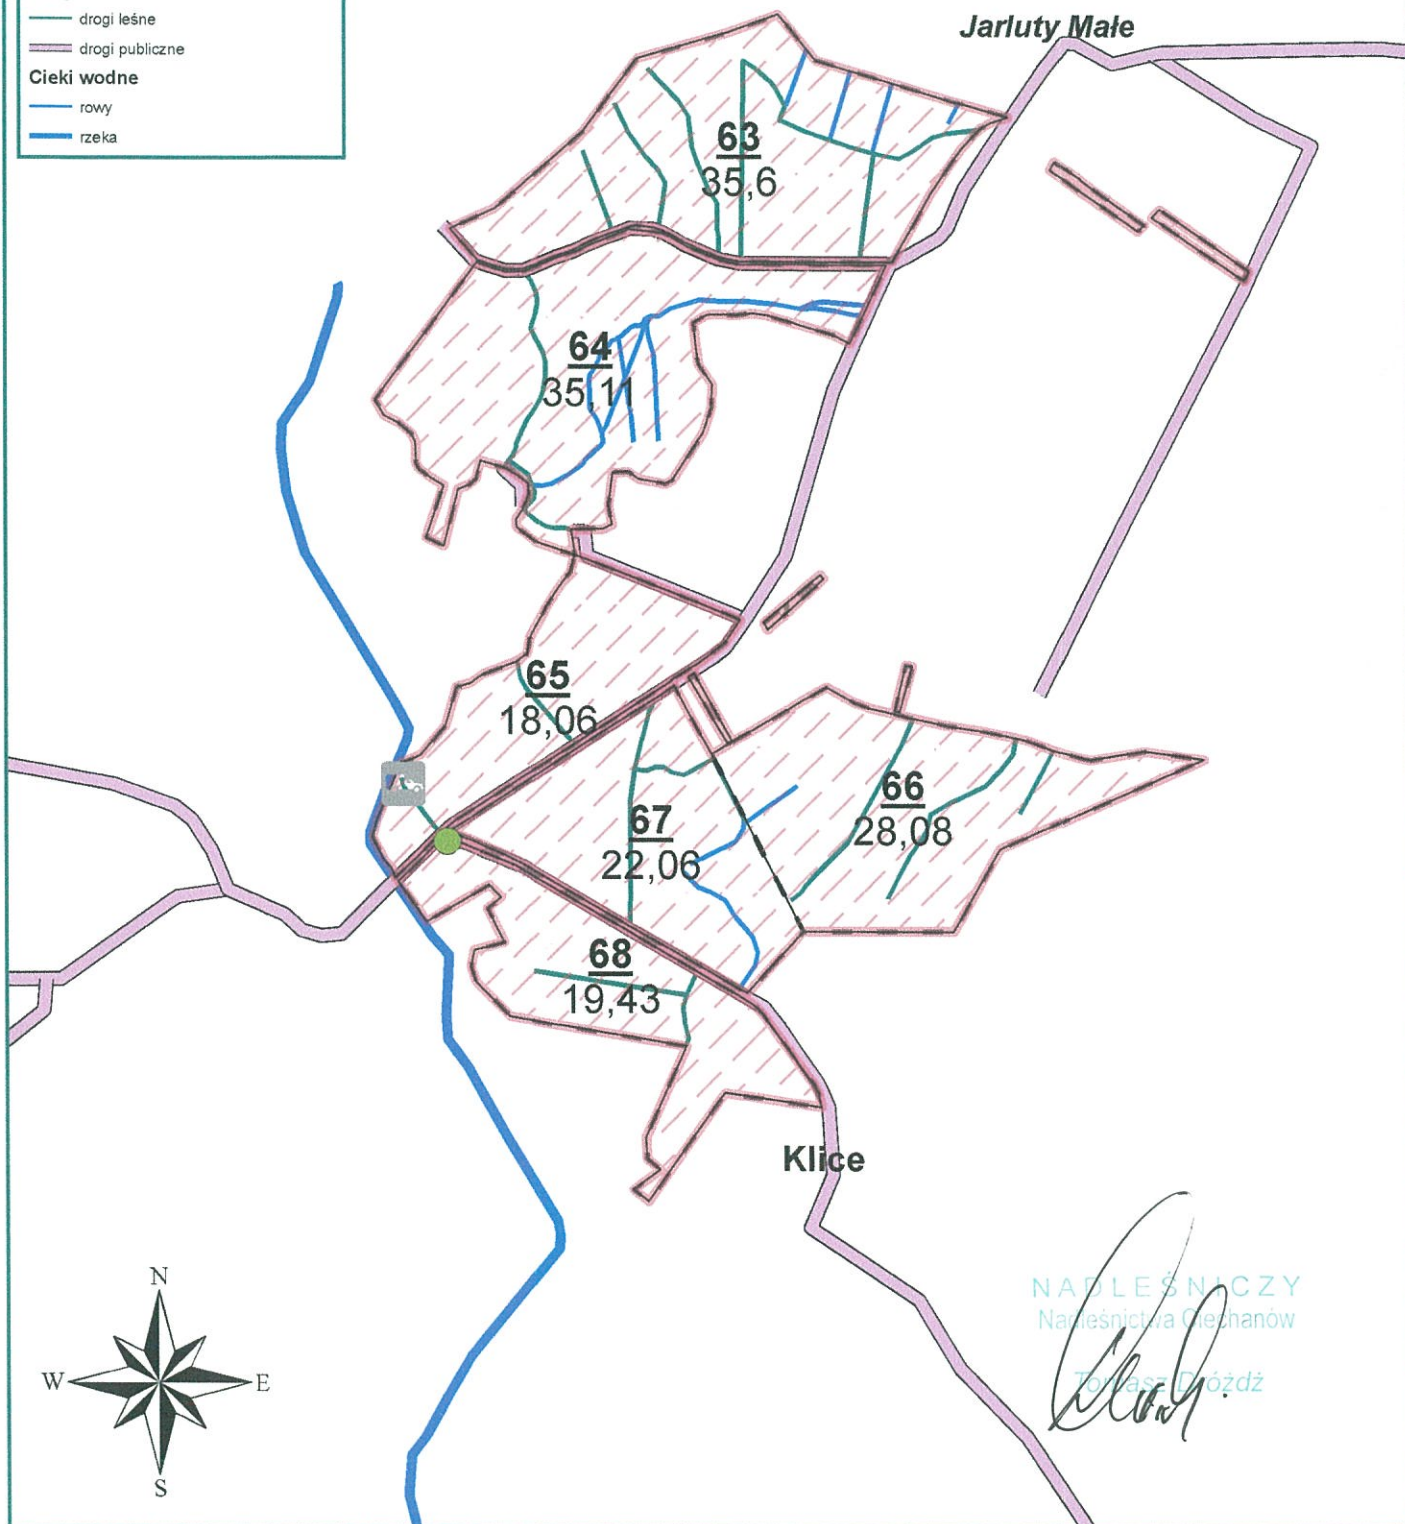 drogi leśne
drogi publiczne
Cieki wodne
rowy
rzeka
Jarluty Małe
63
35,6
64
35,11
65
18,06
66
28,08
67
22,06
68
19,43
Klice
N
W E
S
NADLEŚNICZY
Nadleśnictwa Ciechanów
Tomasz Dróżdż